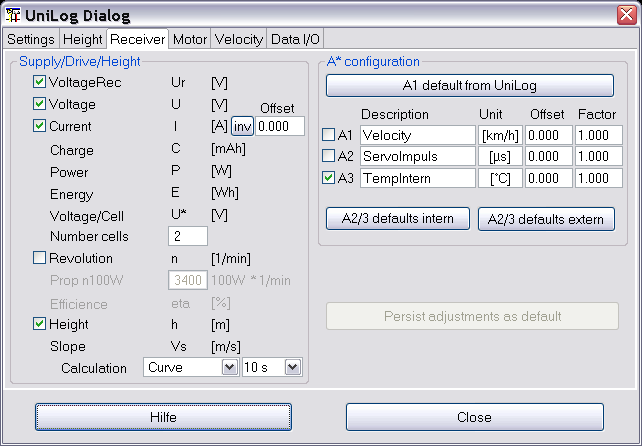 UniLog Dialog
Settings Height Receiver Motor Velocity Data I/O
Supply/Drive/Height
VoltageRec Ur [V]
Voltage U [V] Offset
Current I [A] inv 0.000
Charge C [mAh]
Power P [W]
Energy E [Wh]
Voltage/Cell U* [V]
Number cells 2
Revolution n [1/min]
Prop n100W 3400 100W * 1/min
Efficience eta [%]
Height h [m]
Slope Vs [m/s]
Calculation Curve 10 s
A* configuration
A1 default from UniLog
Description Unit Offset Factor
A1 Velocity [km/h] 0.000 1.000
A2 ServoImpuls [µs] 0.000 1.000
A3 TempIntern [°C] 0.000 1.000
A2/3 defaults intern A2/3 defaults extern
Persist adjustments as default
Hilfe Close